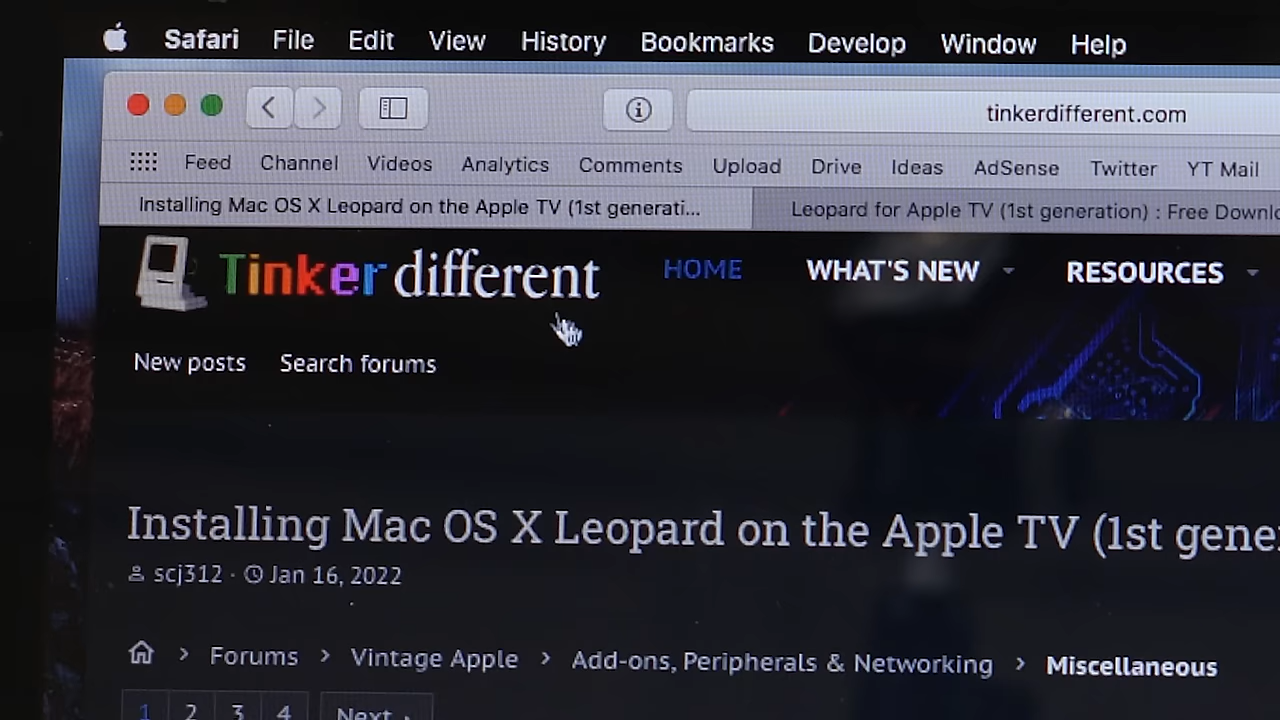 Safari File Edit View History Bookmarks Develop Window Help
tinkerdifferent.com
Feed Channel Videos Analytics Comments Upload Drive Ideas AdSense Twitter YT Mail
Installing Mac OS X Leopard on the Apple TV (1st generati... Leopard for Apple TV (1st generation) : Free Downlo
Tinker different HOME WHAT'S NEW RESOURCES
New posts Search forums
Installing Mac OS X Leopard on the Apple TV (1st gene
scj312 · Jan 16, 2022
Forums > Vintage Apple > Add-ons, Peripherals & Networking > Miscellaneous
1 2 3 4 Next